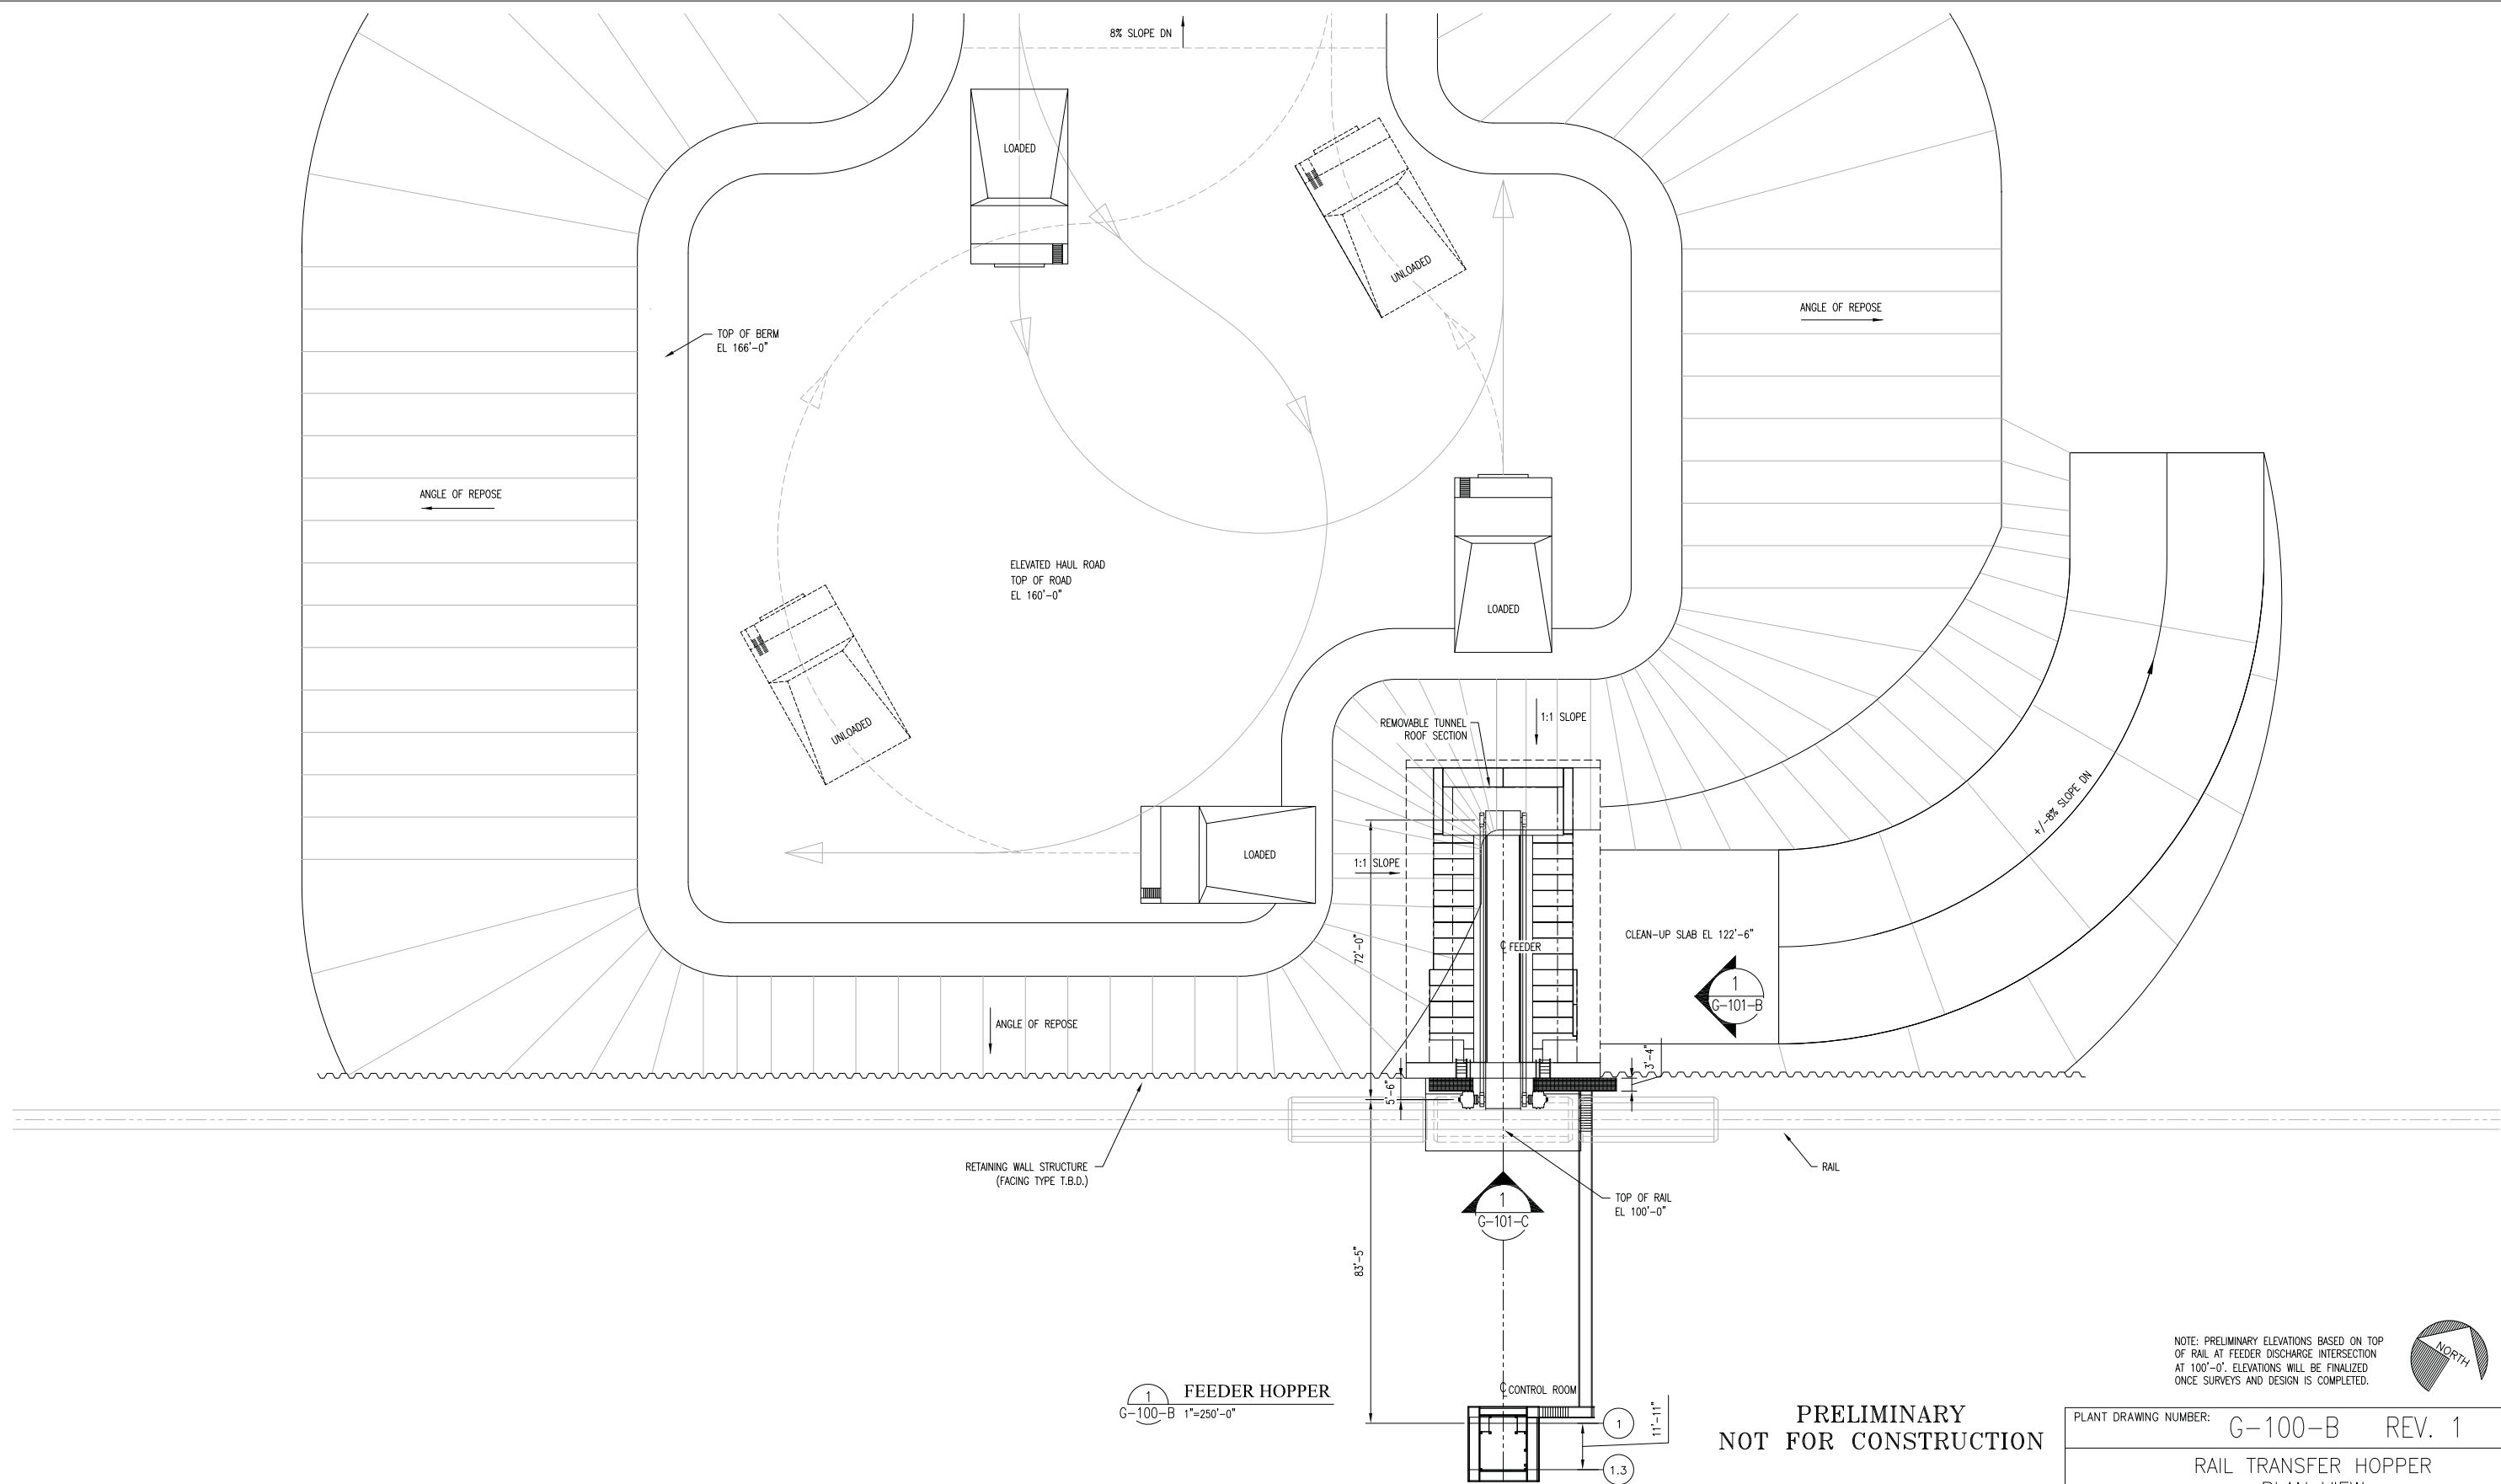 8% SLOPE DN
LOADED
UNLOADED
ANGLE OF REPOSE
TOP OF BERM
EL 166'-0"
ANGLE OF REPOSE
ELEVATED HAUL ROAD
TOP OF ROAD
EL 160'-0"
LOADED
UNLOADED
REMOVABLE TUNNEL
ROOF SECTION
1:1 SLOPE
+/-8% SLOPE DN
LOADED
1:1 SLOPE
72'-0"
℄ FEEDER
CLEAN-UP SLAB EL 122'-6"
1
G-101-B
ANGLE OF REPOSE
5'-6"
3'-4"
RETAINING WALL STRUCTURE
(FACING TYPE T.B.D.)
RAIL
1
G-101-C
TOP OF RAIL
EL 100'-0"
83'-5"
NOTE: PRELIMINARY ELEVATIONS BASED ON TOP
OF RAIL AT FEEDER DISCHARGE INTERSECTION
AT 100'-0'. ELEVATIONS WILL BE FINALIZED
ONCE SURVEYS AND DESIGN IS COMPLETED.
NORTH
1
FEEDER HOPPER
G-100-B 1"=250'-0"
℄ CONTROL ROOM
1
11'-11"
1.3
PRELIMINARY
NOT FOR CONSTRUCTION
PLANT DRAWING NUMBER: G-100-B REV. 1
RAIL TRANSFER HOPPER
PLAN VIEW